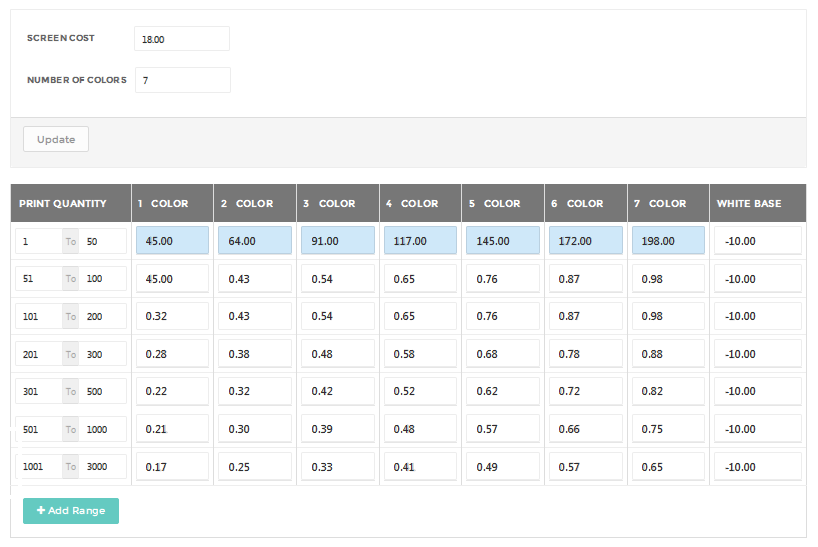 SCREEN COST 18.00
NUMBER OF COLORS 7
Update
PRINT QUANTITY 1 COLOR 2 COLOR 3 COLOR 4 COLOR 5 COLOR 6 COLOR 7 COLOR WHITE BASE
1 To 50 45.00 64.00 91.00 117.00 145.00 172.00 198.00 -10.00
51 To 100 45.00 0.43 0.54 0.65 0.76 0.87 0.98 -10.00
101 To 200 0.32 0.43 0.54 0.65 0.76 0.87 0.98 -10.00
201 To 300 0.28 0.38 0.48 0.58 0.68 0.78 0.88 -10.00
301 To 500 0.22 0.32 0.42 0.52 0.62 0.72 0.82 -10.00
501 To 1000 0.21 0.30 0.39 0.48 0.57 0.66 0.75 -10.00
1001 To 3000 0.17 0.25 0.33 0.41 0.49 0.57 0.65 -10.00
+ Add Range